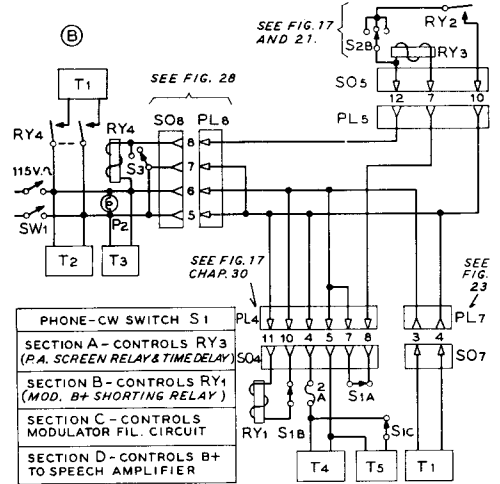 B
SEE FIG. 17
AND 21.
RY2
S2B
RY3
SO5
12 7 10
PL5
T1
SEE FIG. 28
SO8 PL8
RY4 RY4
S3
8
7
6
5
115V.~
P
SW1
P2
T2 T3
SEE FIG. 17
CHAP. 30
SEE
FIG.
23
PL4 PL7
11 10 4 5 7 8 3 4
SO4 SO7
RY1 S1B 2A S1A
S1C
T4 T5 T1
PHONE-CW SWITCH S1
SECTION A - CONTROLS RY3
(P.A. SCREEN RELAY & TIME DELAY)
SECTION B - CONTROLS RY1
(MOD. B+ SHORTING RELAY)
SECTION C - CONTROLS
MODULATOR FIL. CIRCUIT
SECTION D - CONTROLS B+
TO SPEECH AMPLIFIER